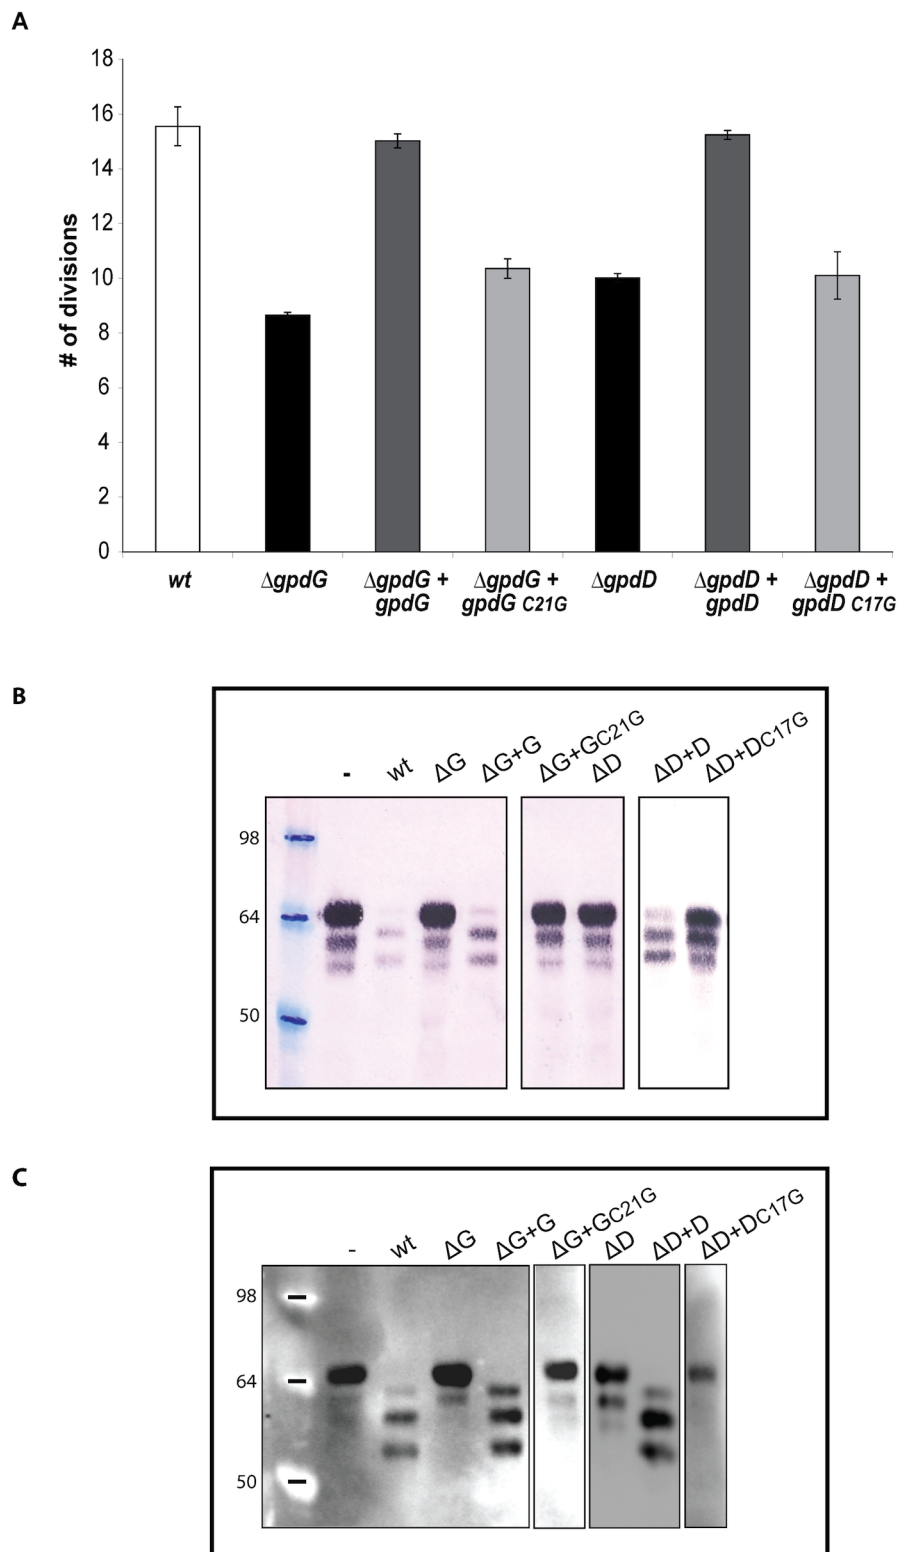 A
18
16
14
12
10
8
6
4
2
0
# of divisions
wt
ΔgpdG
ΔgpdG + gpdG
ΔgpdG + gpdG C21G
ΔgpdD
ΔgpdD + gpdD
ΔgpdD + gpdD C17G
B
- wt ΔG ΔG+G ΔG+GC21G ΔD ΔD+D ΔD+DC17G
98
64
50
C
- wt ΔG ΔG+G ΔG+GC21G ΔD ΔD+D ΔD+DC17G
98
64
50